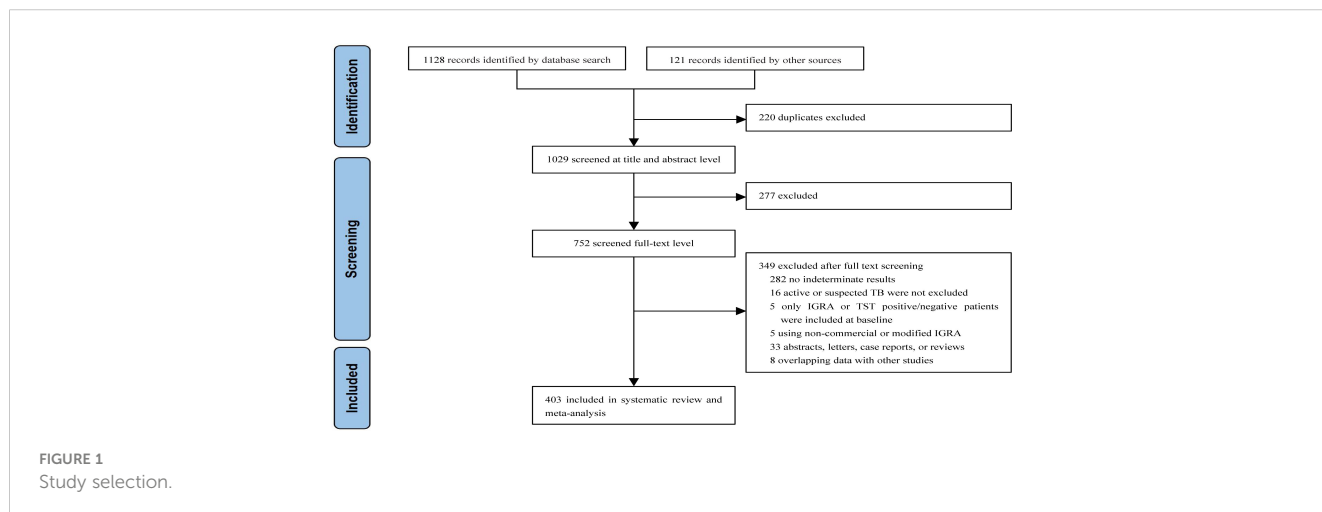 Identification
1128 records identified by database search
121 records identified by other sources
220 duplicates excluded
1029 screened at title and abstract level
Screening
277 excluded
752 screened full-text level
349 excluded after full text screening
282 no indeterminate results
16 active or suspected TB were not excluded
5 only IGRA or TST positive/negative patients
were included at baseline
5 using non-commercial or modified IGRA
33 abstracts, letters, case reports, or reviews
8 overlapping data with other studies
Included
403 included in systematic review and
meta-analysis
FIGURE 1
Study selection.